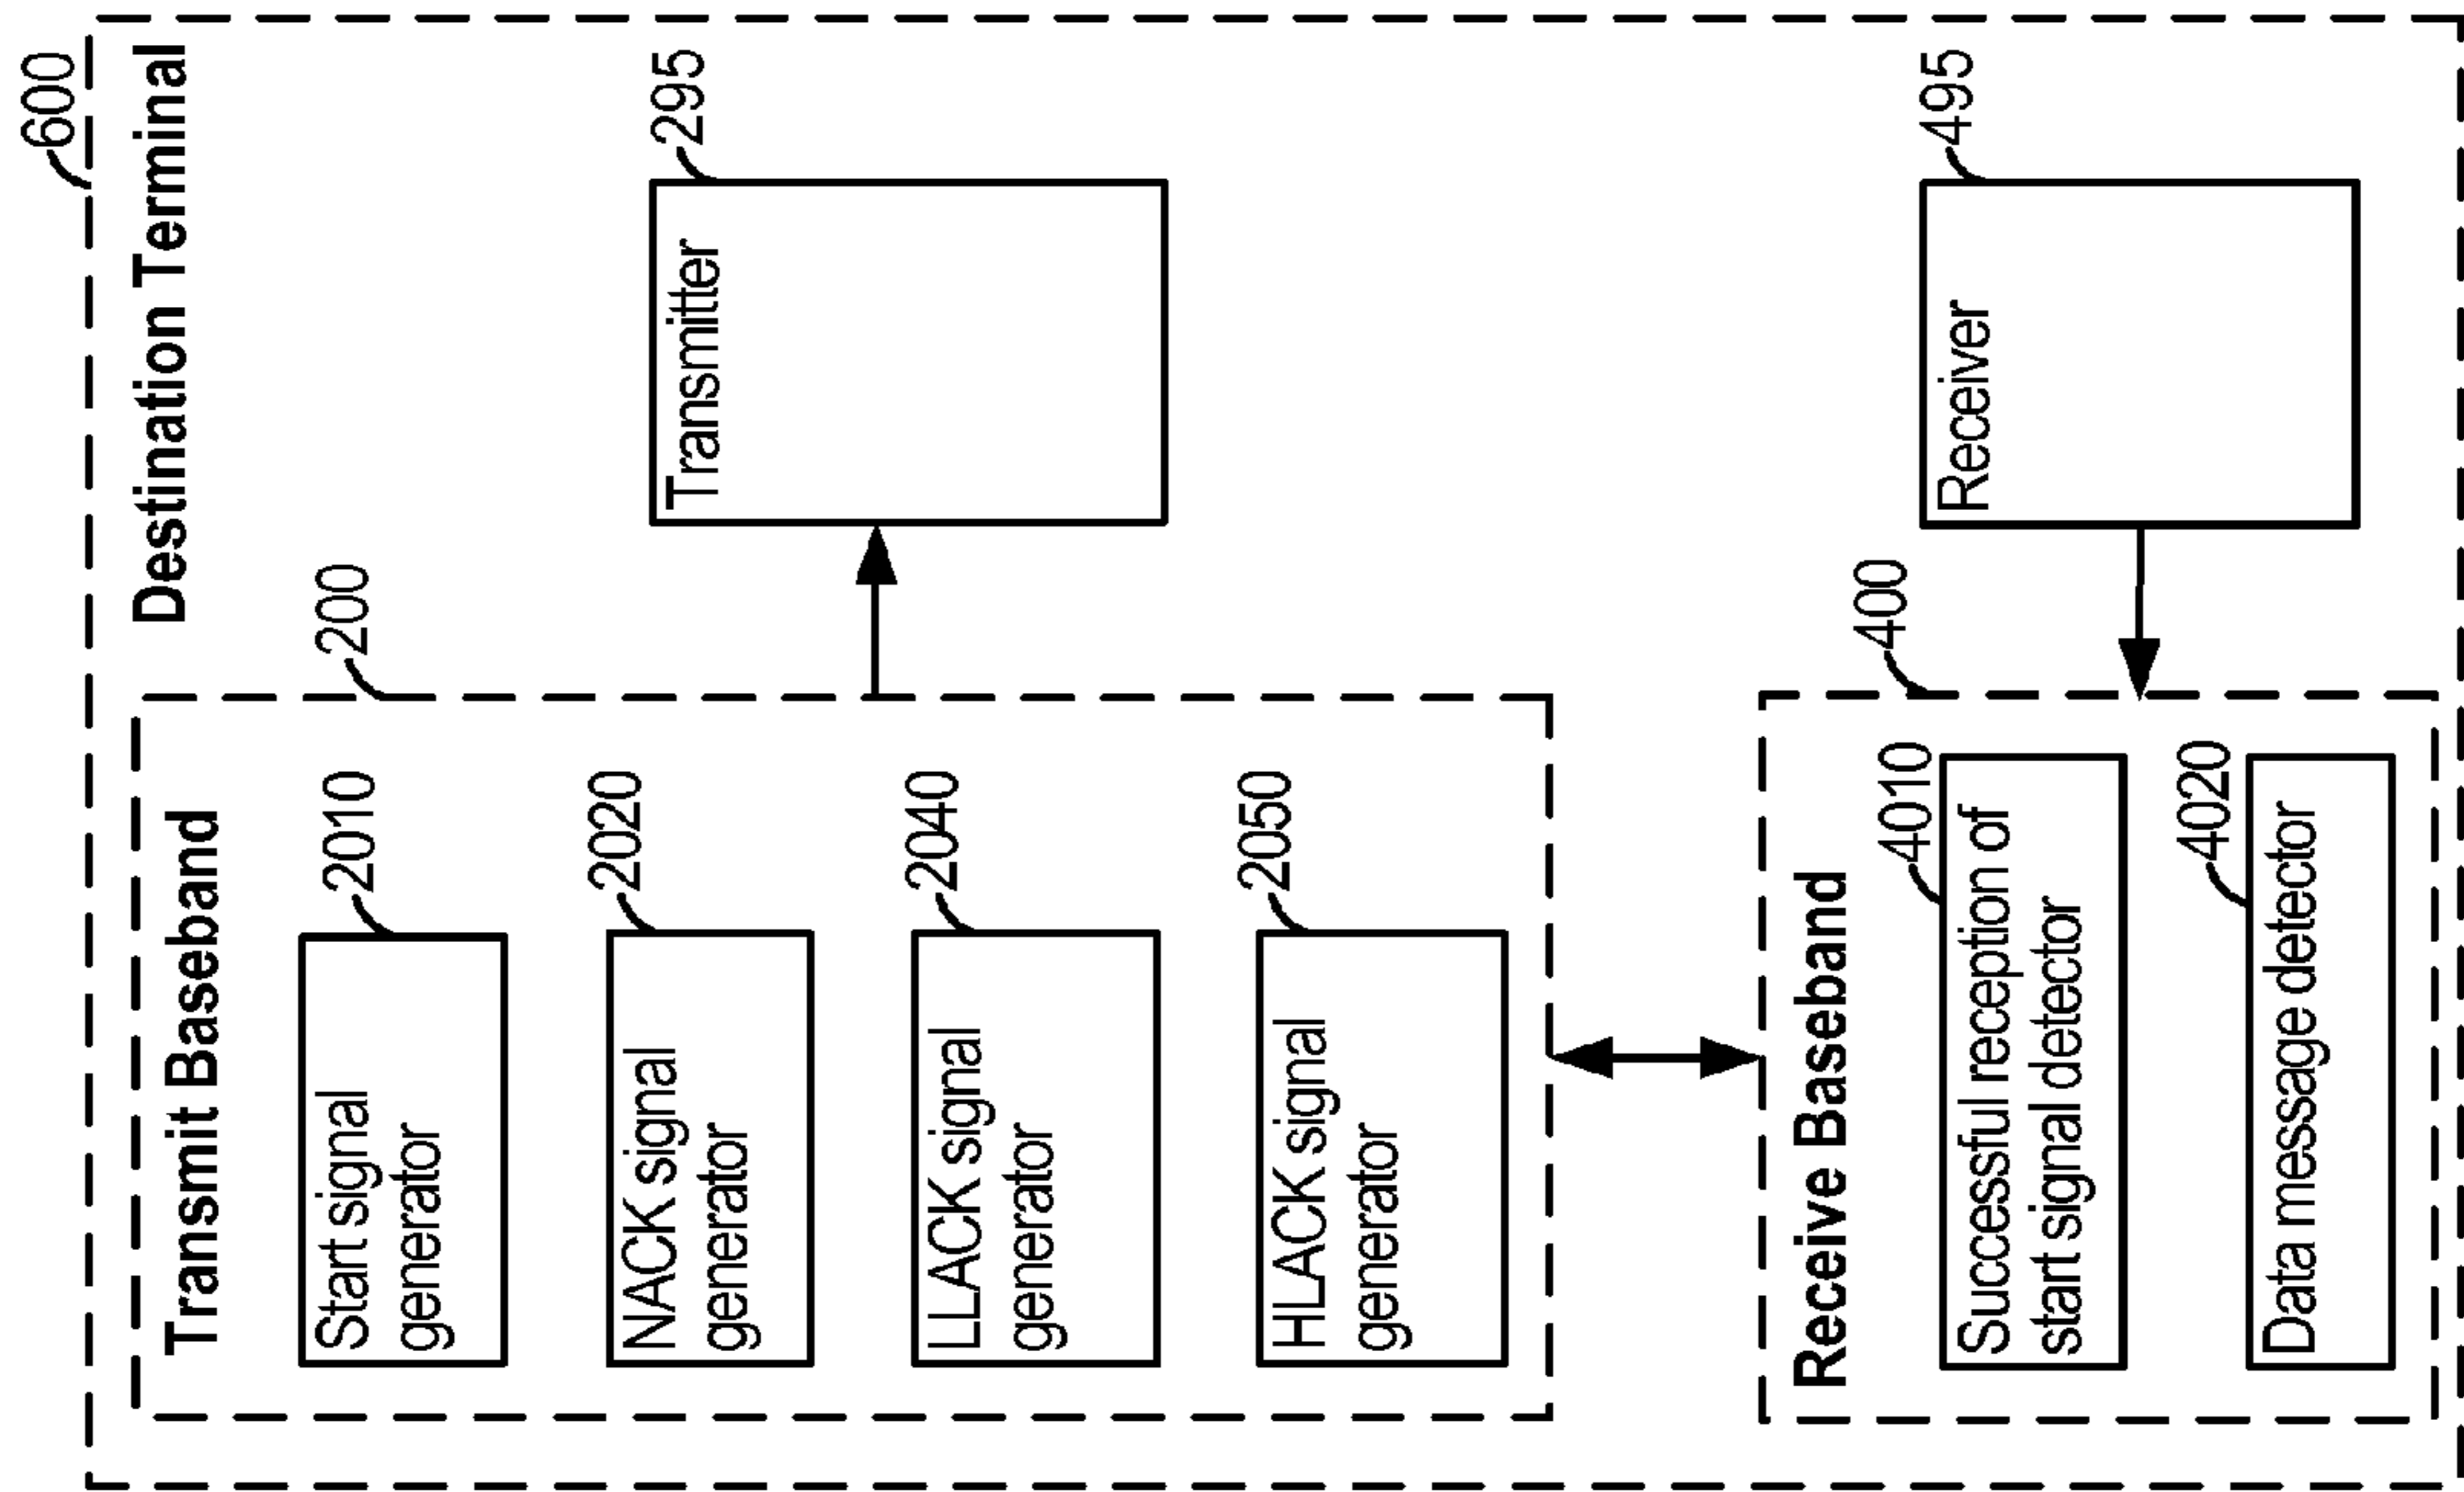 600
Destination Terminal
200
Transmit Baseband
2010
Start signal
generator
2020
NACK signal
generator
2040
LLACK signal
generator
2050
HLACK signal
generator
295
Transmitter
400
Receive Baseband
4010
Successful reception of
start signal detector
4020
Data message detector
495
Receiver